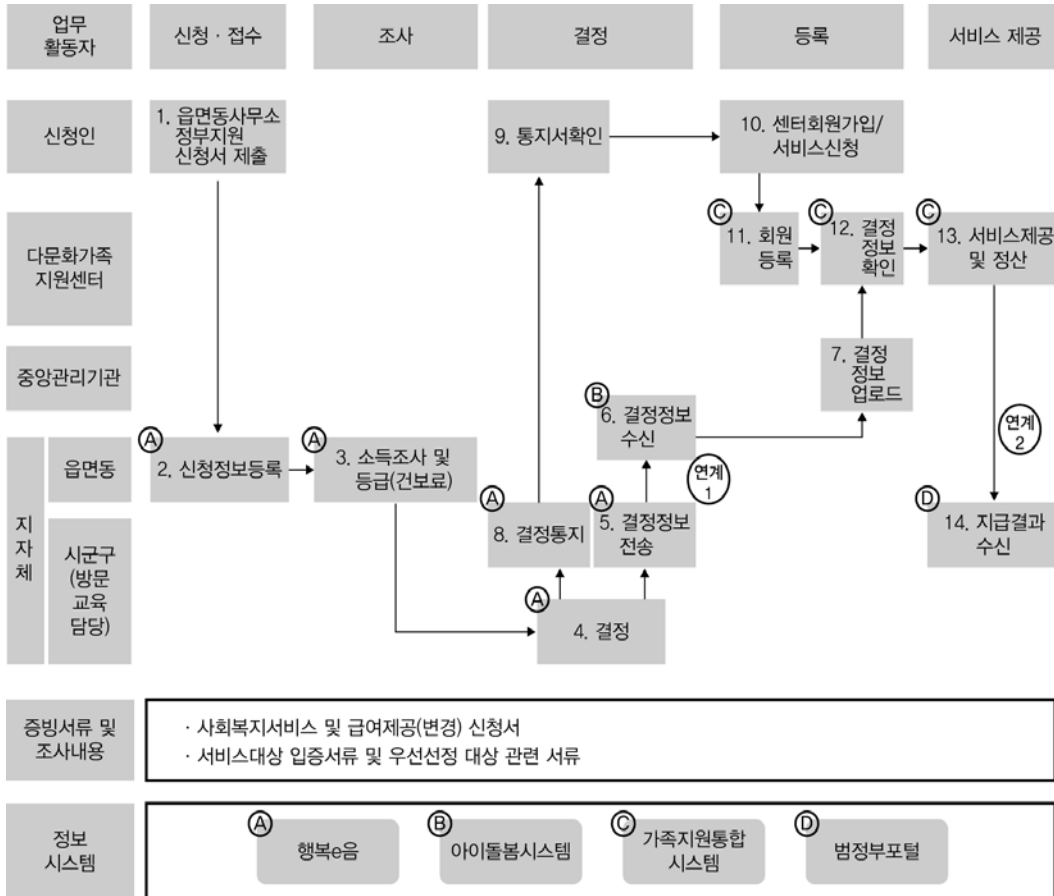 업무
활동자
신청 · 접수
조사
결정
등록
서비스 제공
신청인
1. 읍면동사무소
정부지원
신청서 제출
9. 통지서확인
10. 센터회원가입/
서비스신청
다문화가족
지원센터
C
11. 회원
등록
C
12. 결정
정보
확인
C
13. 서비스제공
및 정산
중앙관리기관
7. 결정
정보
업로드
B
6. 결정정보
수신
연계
1
연계
2
지
자
체
읍면동
A
2. 신청정보등록
A
3. 소득조사 및
등급(건보료)
A
8. 결정통지
A
5. 결정정보
전송
D
14. 지급결과
수신
시군구
(방문
교육
담당)
A
4. 결정
증빙서류 및
조사내용
· 사회복지서비스 및 급여제공(변경) 신청서
· 서비스대상 입증서류 및 우선선정 대상 관련 서류
정보
시스템
A
행복e음
B
아이돌봄시스템
C
가족지원통합
시스템
D
범정부포털